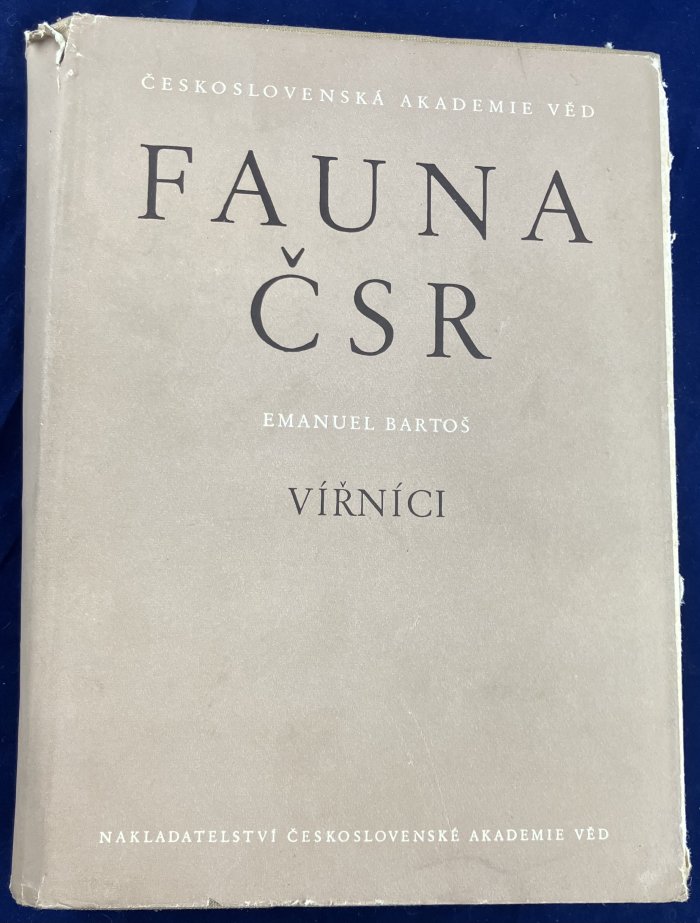 ČESKOSLOVENSKÁ AKADEMIE VĚD
FAUNA
ČSR
EMANUEL BARTOŠ
VÍŘNÍCI
NAKLADATELSTVÍ ČESKOSLOVENSKÉ AKADEMIE VĚD